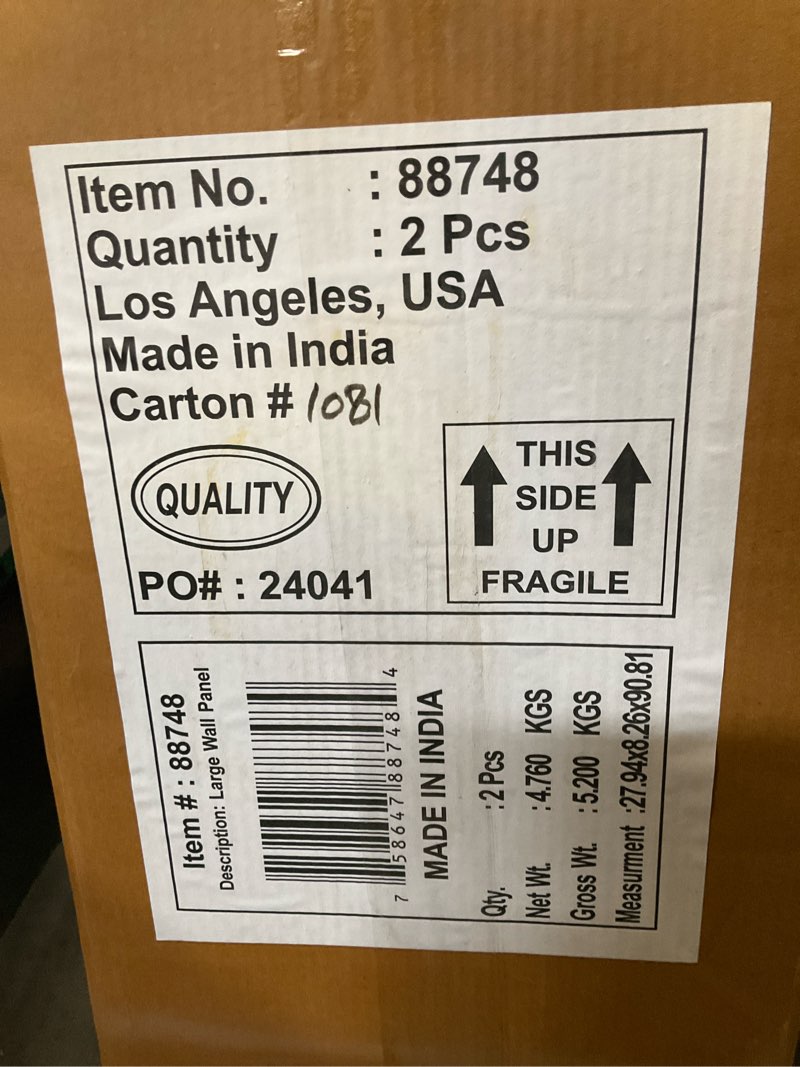 Item No. : 88748
Quantity : 2 Pcs
Los Angeles, USA
Made in India
Carton # 1081
QUALITY
THIS
SIDE
UP
FRAGILE
PO# : 24041
Item # : 88748
Description: Large Wall Panel
7 58647 88748 4
MADE IN INDIA
Qty. : 2 Pcs
Net Wt. : 4.760 KGS
Gross Wt. : 5.200 KGS
Measurment :27.94x8.26x90.81